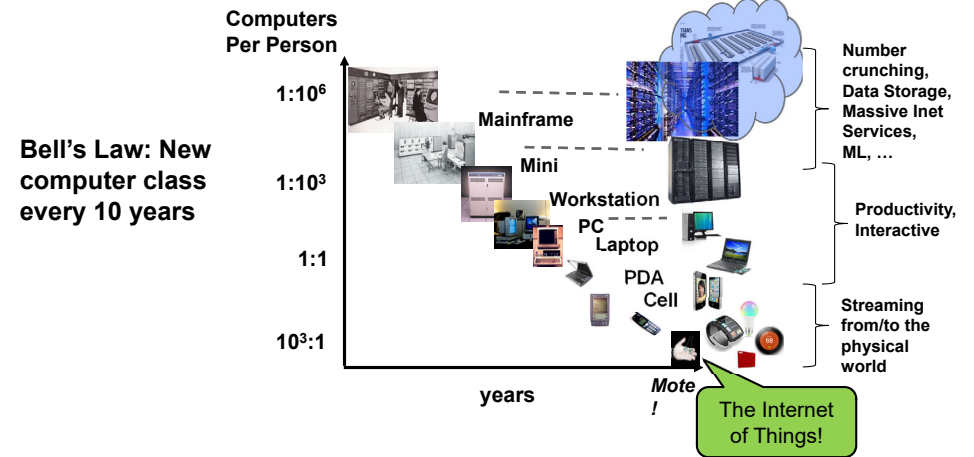 Computers
Per Person
1:10⁶
1:10³
1:1
10³:1
Bell's Law: New
computer class
every 10 years
Mainframe
Mini
Workstation
PC
Laptop
PDA
Cell
Mote
!
years
The Internet
of Things!
Number
crunching,
Data Storage,
Massive Inet
Services,
ML, …
Productivity,
Interactive
Streaming
from/to the
physical
world
68